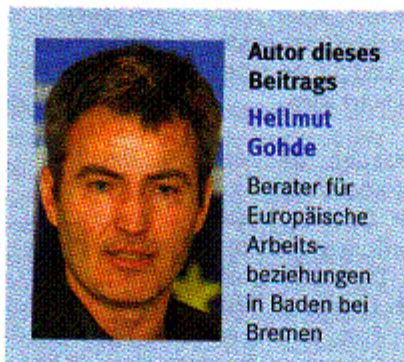 Autor dieses
Beitrags
Hellmut
Gohde
Berater für
Europäische
Arbeits-
beziehungen
in Baden bei
Bremen